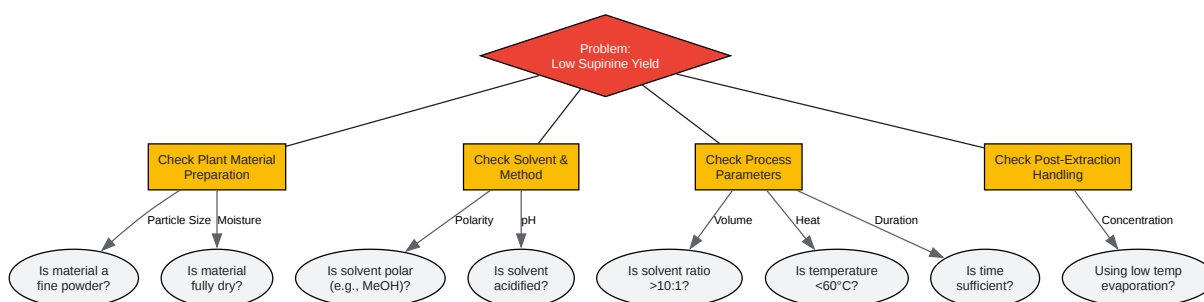 Problem:
Low Supinine Yield
Check Plant Material
Preparation
Check Solvent &
Method
Check Process
Parameters
Check Post-Extraction
Handling
Particle Size
Moisture
Polarity
pH
Volume
Heat
Duration
Concentration
Is material a
fine powder?
Is material
fully dry?
Is solvent polar
(e.g., MeOH)?
Is solvent
acidified?
Is solvent ratio
>10:1?
Is temperature
<60°C?
Is time
sufficient?
Using low temp
evaporation?